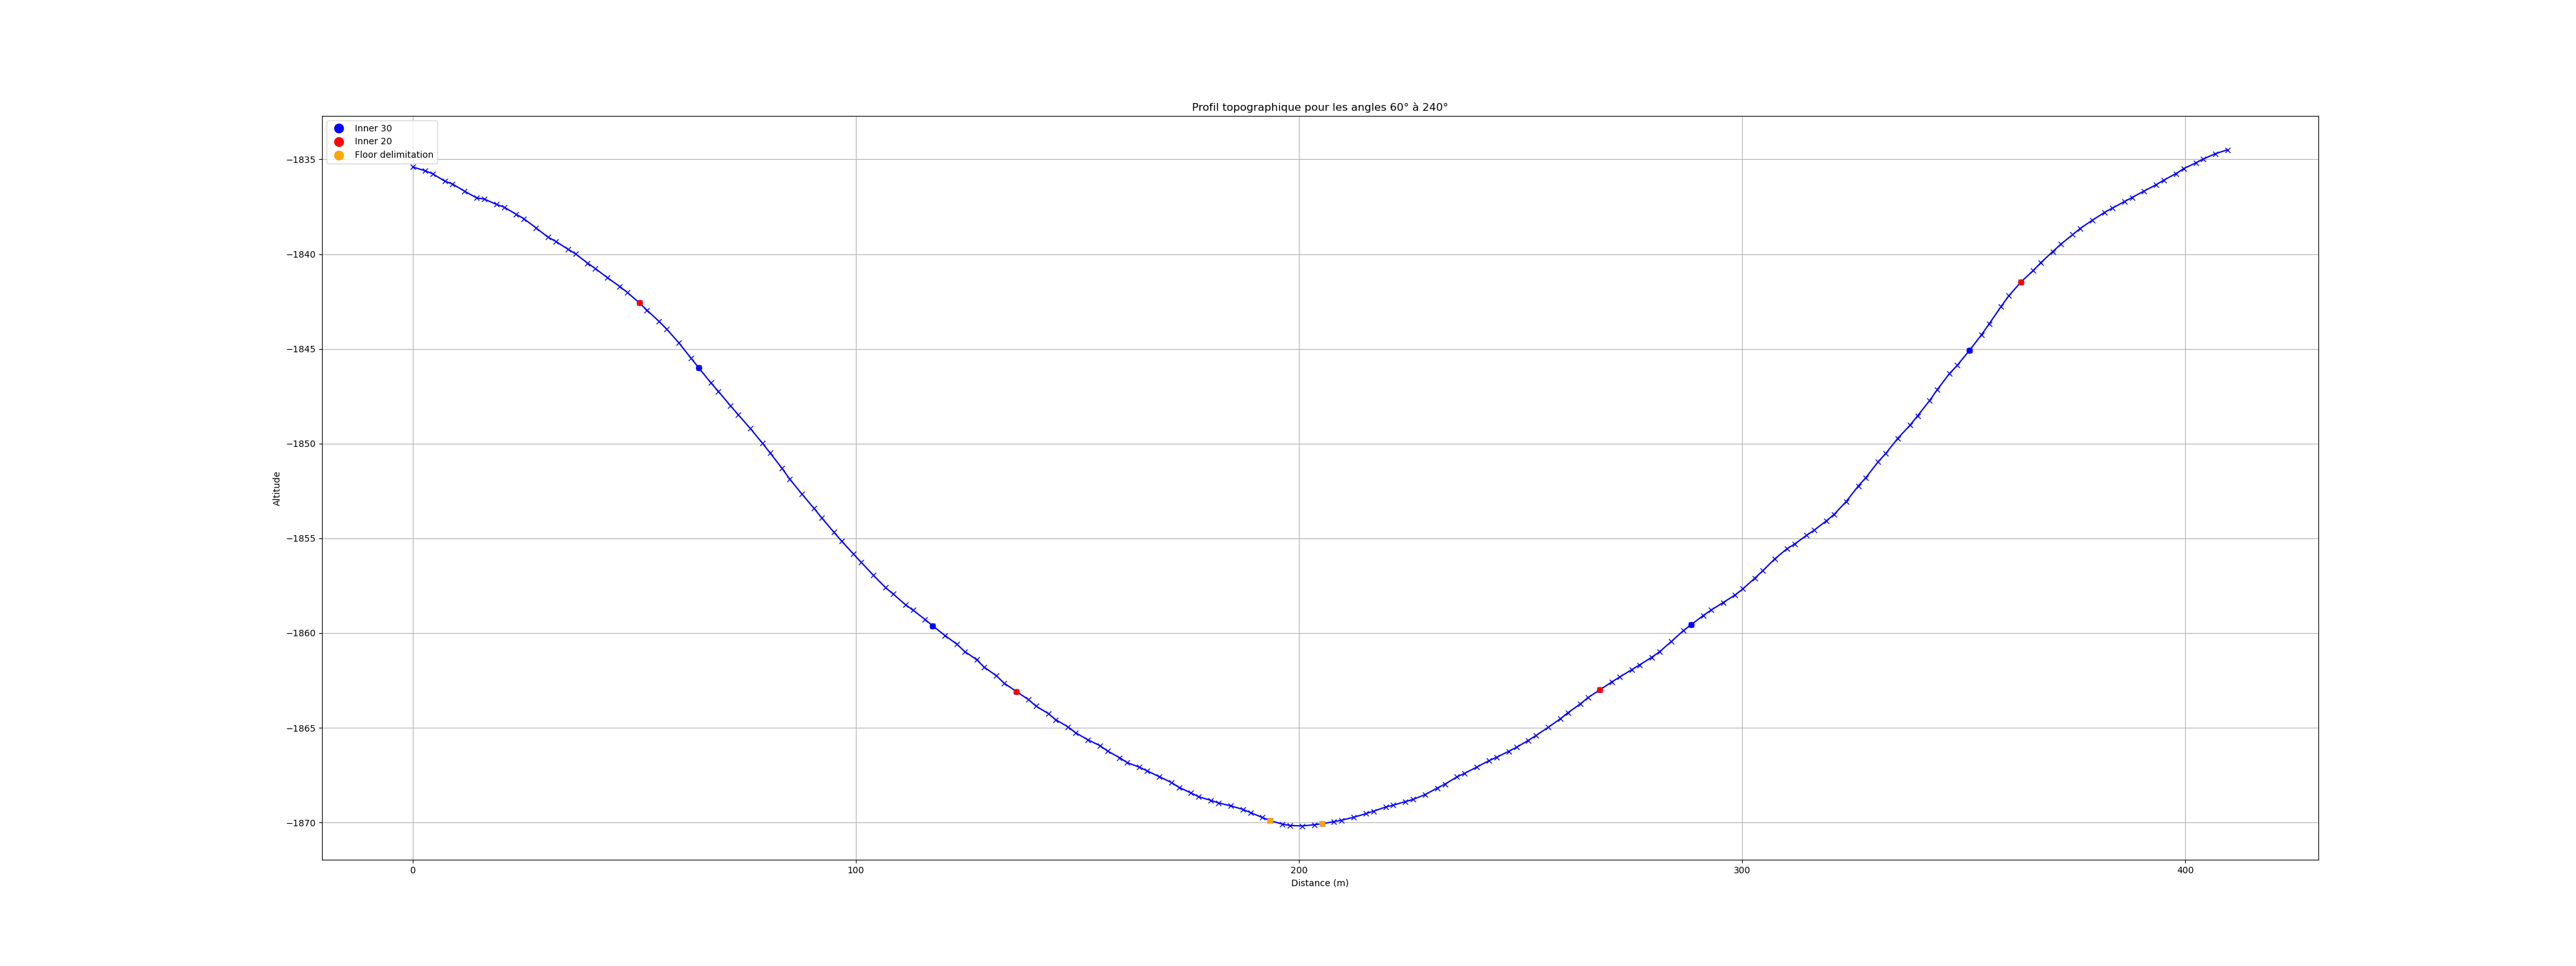 Profil topographique pour les angles 60° à 240°
Inner 30
Inner 20
Floor delimitation
−1835
−1840
−1845
−1850
−1855
−1860
−1865
−1870
Altitude
0 100 200 300 400
Distance (m)